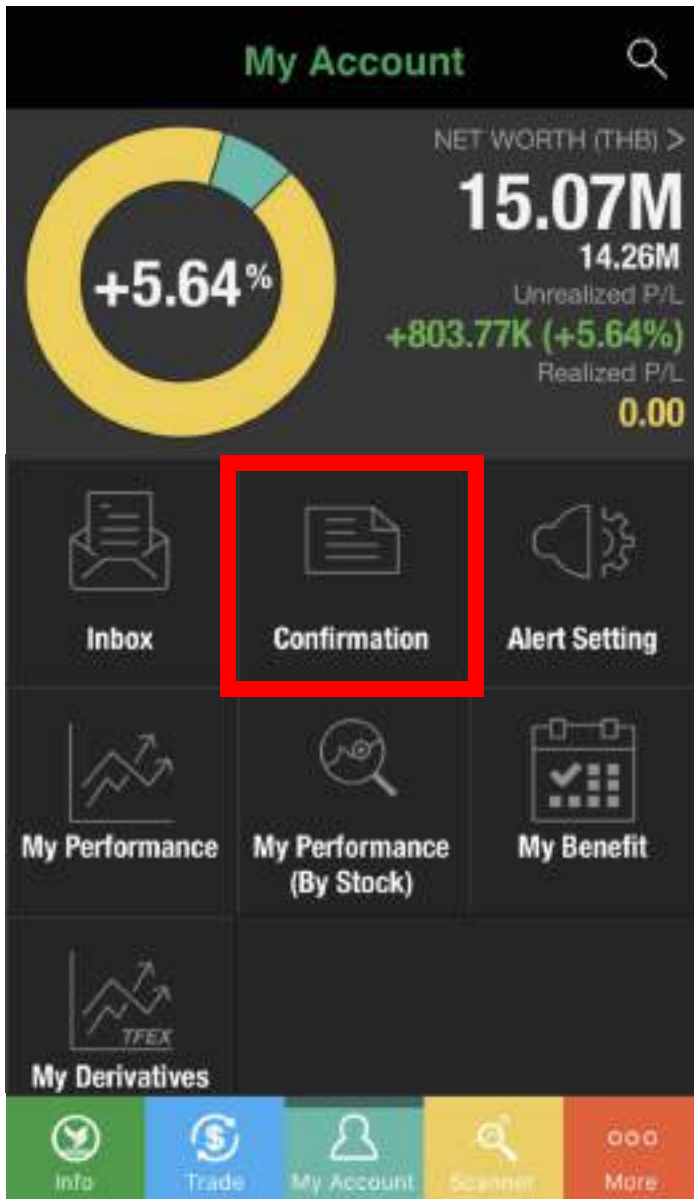 My Account
NET WORTH (THB) >
15.07M
14.26M
+5.64%
Unrealized P/L
+803.77K (+5.64%)
Realized P/L
0.00
Inbox
Confirmation
Alert Setting
My Performance
My Performance
(By Stock)
My Benefit
TFEX
My Derivatives
Info
Trade
My Account
Scanner
More